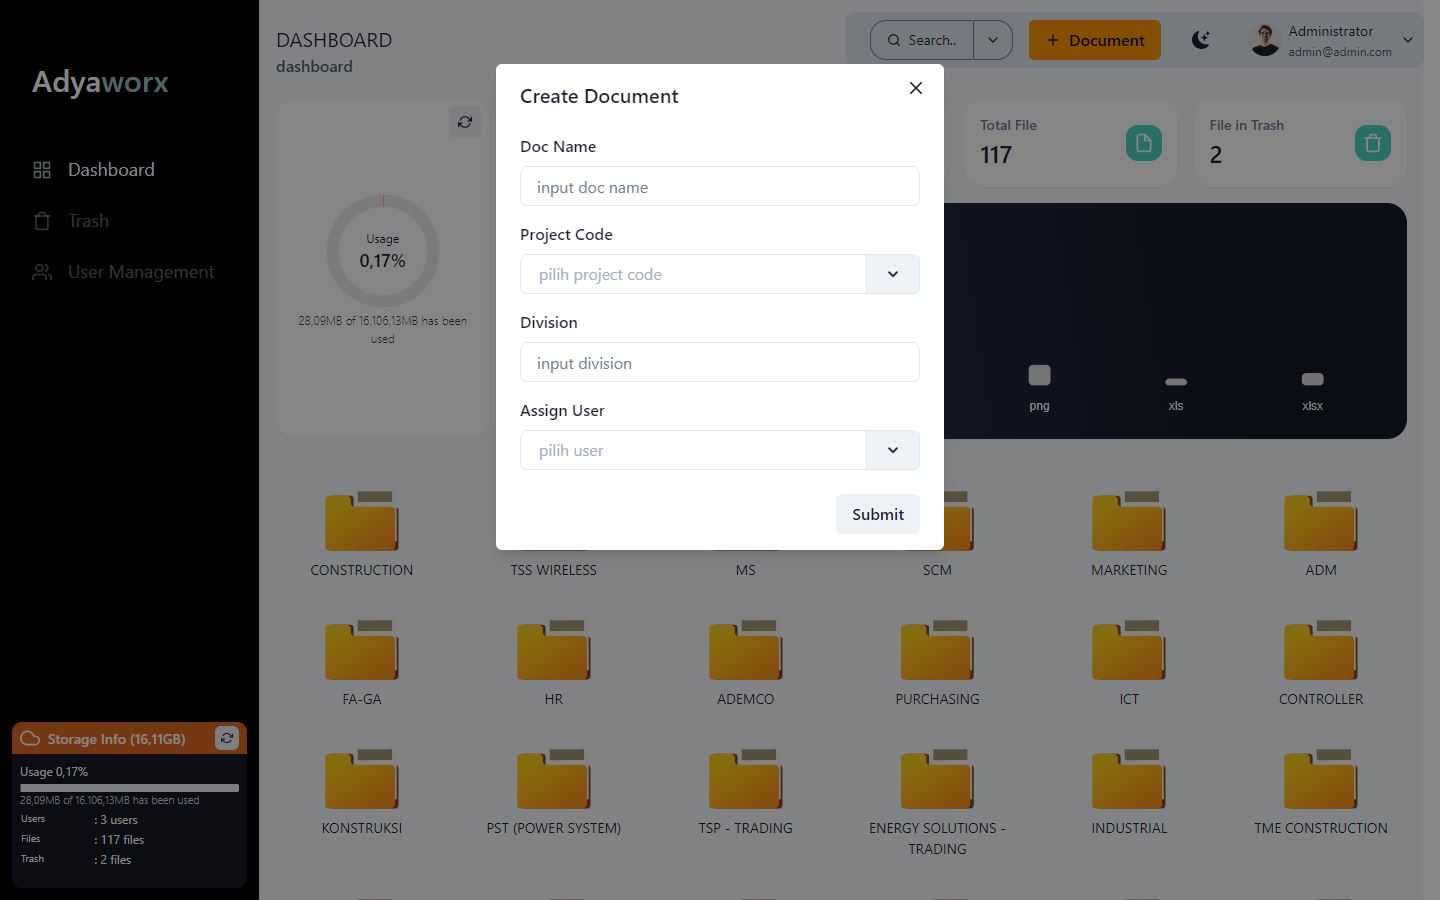 Adyaworx
Dashboard
Trash
User Management
Storage Info (16,11GB)
Usage 0,17%
28,09MB of 16.106,13MB has been used
Users : 3 users
Files : 117 files
Trash : 2 files
DASHBOARD
dashboard
Search..
+ Document
Administrator
admin@admin.com
Usage
0,17%
28,09MB of 16.106,13MB has been
used
Total File
117
File in Trash
2
png
xls
xlsx
Create Document
Doc Name
input doc name
Project Code
pilih project code
Division
input division
Assign User
pilih user
Submit
CONSTRUCTION
TSS WIRELESS
MS
SCM
MARKETING
ADM
FA-GA
HR
ADEMCO
PURCHASING
ICT
CONTROLLER
KONSTRUKSI
PST (POWER SYSTEM)
TSP - TRADING
ENERGY SOLUTIONS -
TRADING
INDUSTRIAL
TME CONSTRUCTION